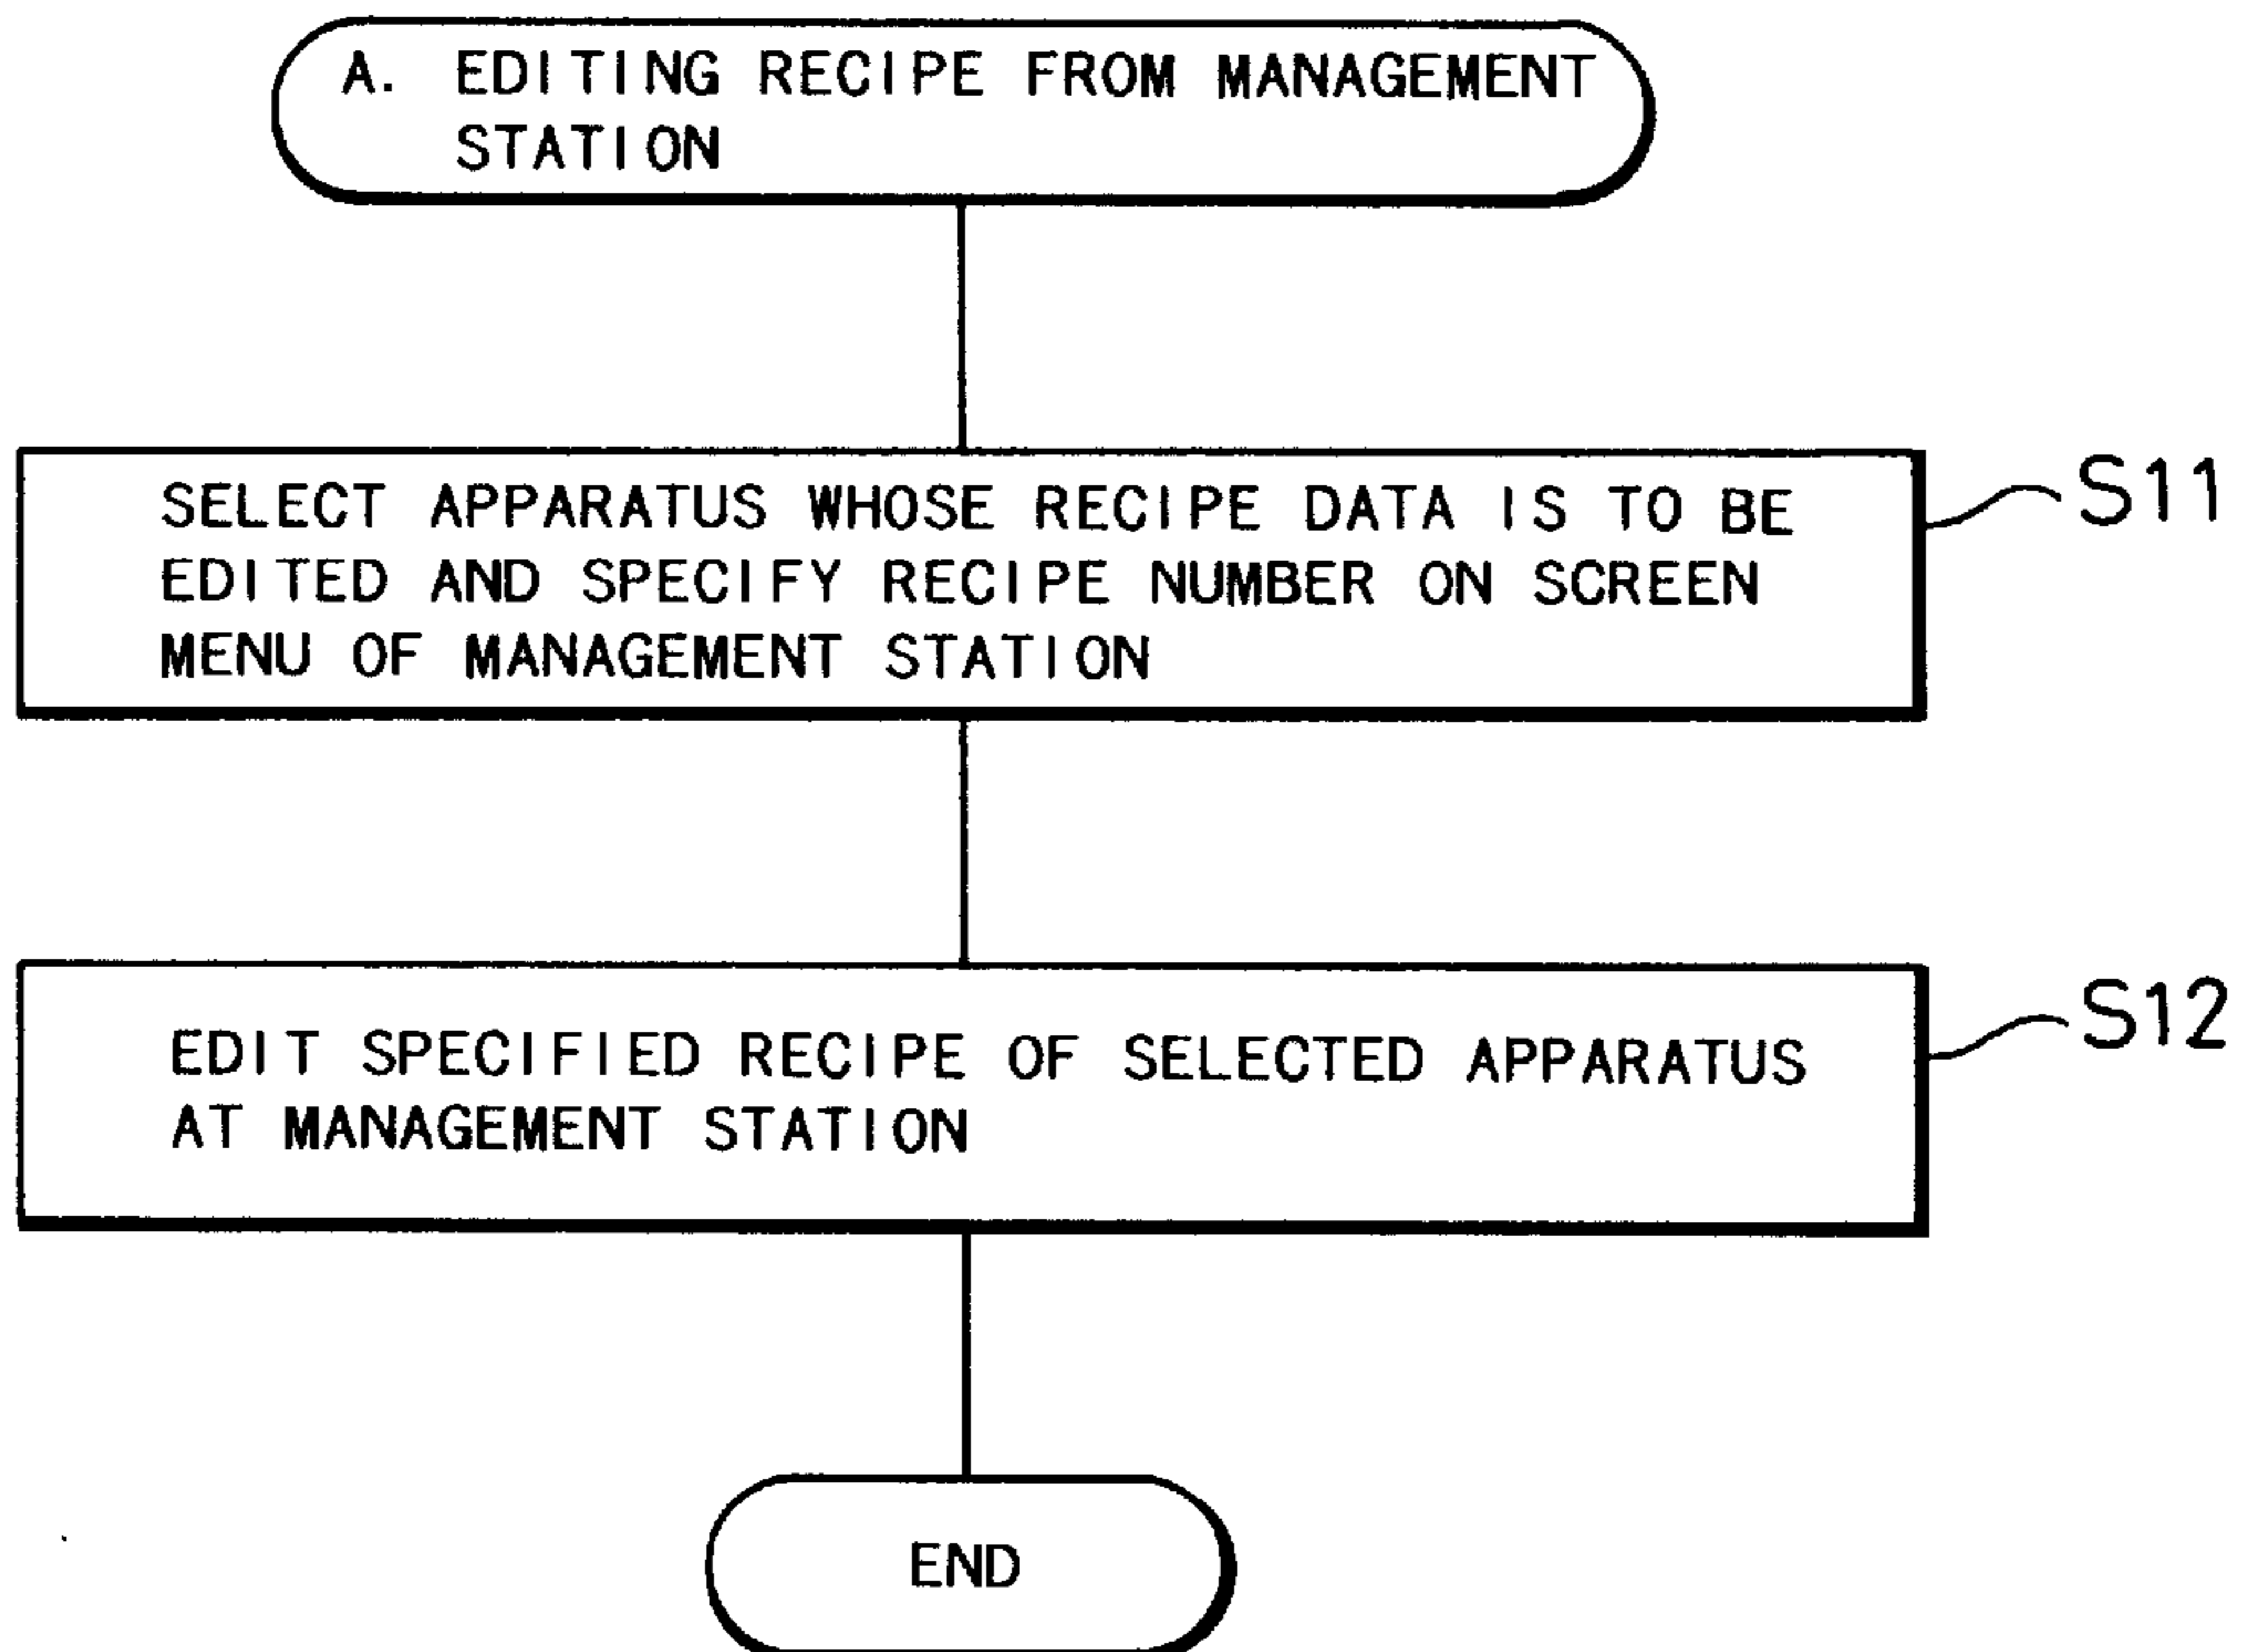 A. EDITING RECIPE FROM MANAGEMENT
STATION
SELECT APPARATUS WHOSE RECIPE DATA IS TO BE
EDITED AND SPECIFY RECIPE NUMBER ON SCREEN
MENU OF MANAGEMENT STATION
S11
EDIT SPECIFIED RECIPE OF SELECTED APPARATUS
AT MANAGEMENT STATION
S12
END